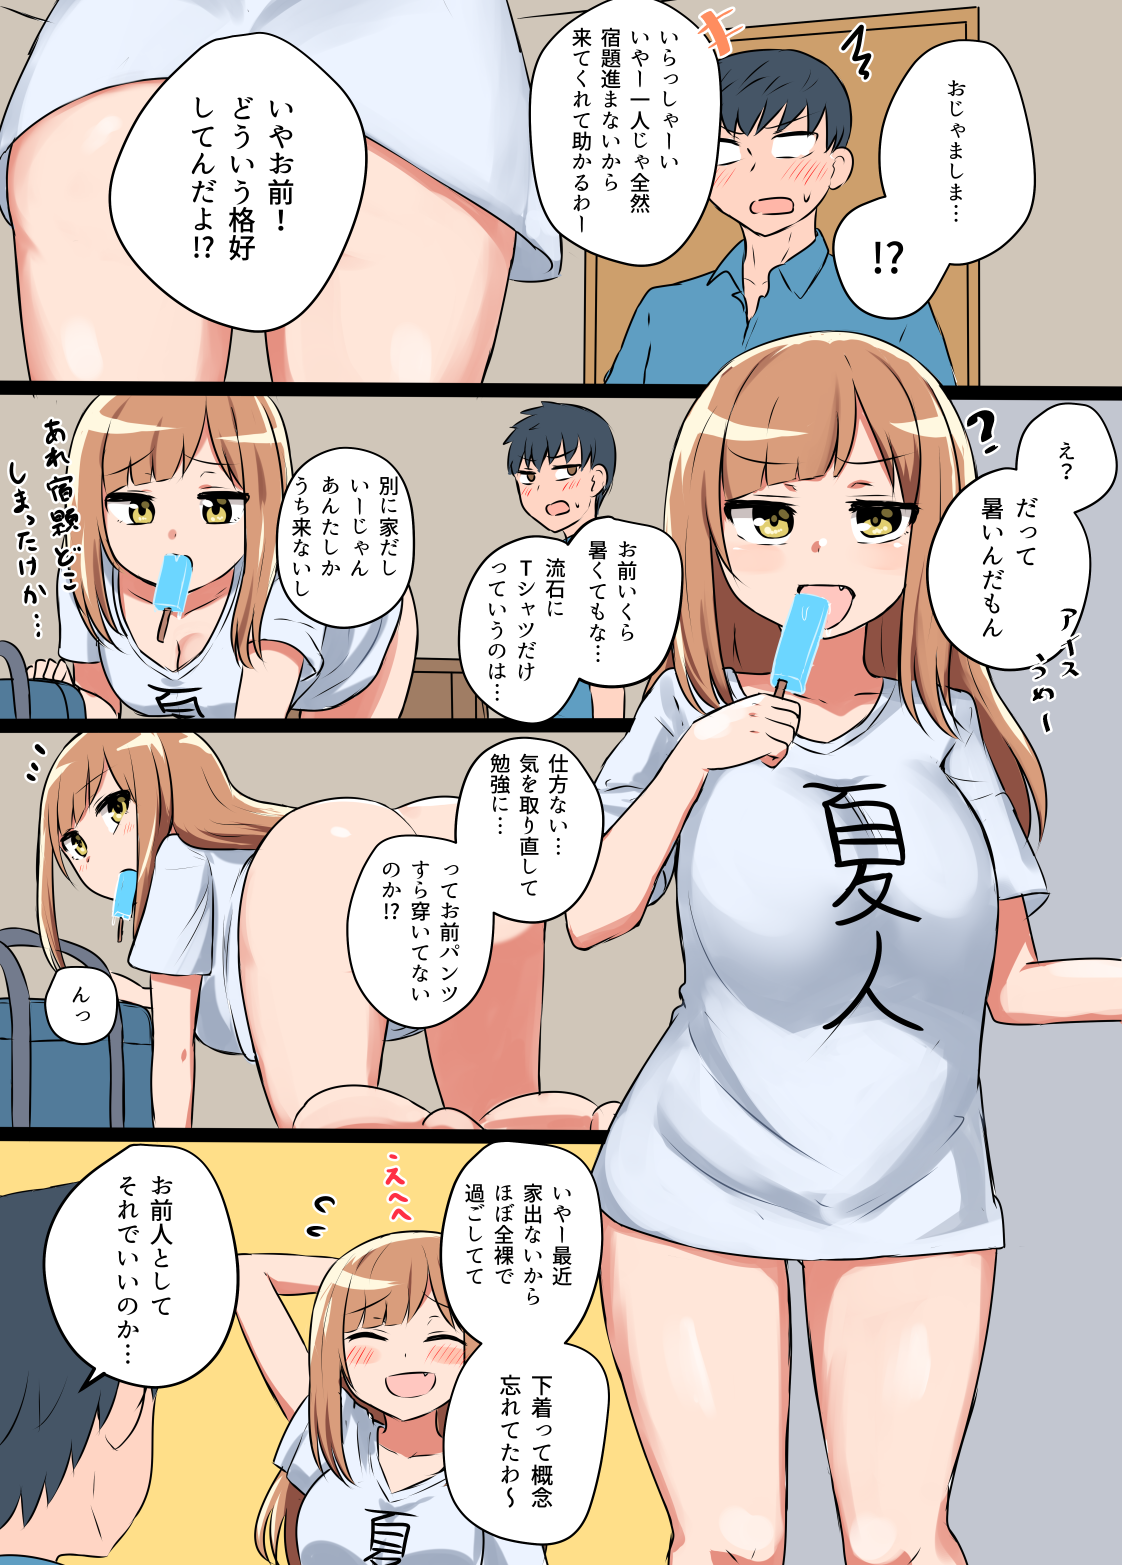 おじゃましま…
!?
いらっしゃーい
いやー一人じゃ全然
宿題進まないから
来てくれて助かるわー
いやお前！
どういう格好
してんだよ!?
?
え？
だって
暑いんだもん
アイス
うめー
夏人
お前いくら
暑くてもな…
流石に
Tシャツだけ
っていうのは…
別に家だし
いーじゃん
あんたしか
うち来ないし
あれ宿題どこ
しまったけか…
夏
仕方ない…
気を取り直して
勉強に…
ってお前パンツ
すら穿いてない
のか!?
んっ
いやー最近
家出ないから
ほぼ全裸で
過ごしてて
下着って概念
忘れてたわ～
えへへ
夏
お前人として
それでいいのか…